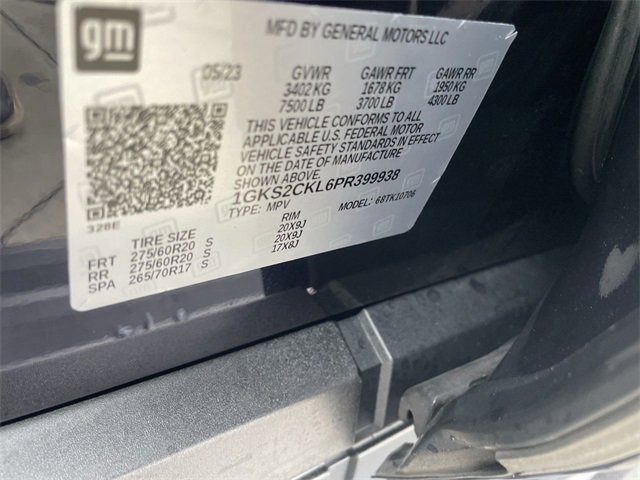 gm
MFD BY GENERAL MOTORS LLC
05/23 GVWR GAWR FRT GAWR RR
3402 KG 1678 KG 1950 KG
7500 LB 3700 LB 4300 LB
THIS VEHICLE CONFORMS TO ALL
APPLICABLE U.S. FEDERAL MOTOR
VEHICLE SAFETY STANDARDS IN EFFECT
ON THE DATE OF MANUFACTURE
SHOWN ABOVE.
1GKS2CKL6PR399938
TYPE: MPV MODEL: 68TK10706
328E
TIRE SIZE RIM
FRT 275/60R20 S 20X9J
RR 275/60R20 S 20X9J
SPA 265/70R17 S 17X8J